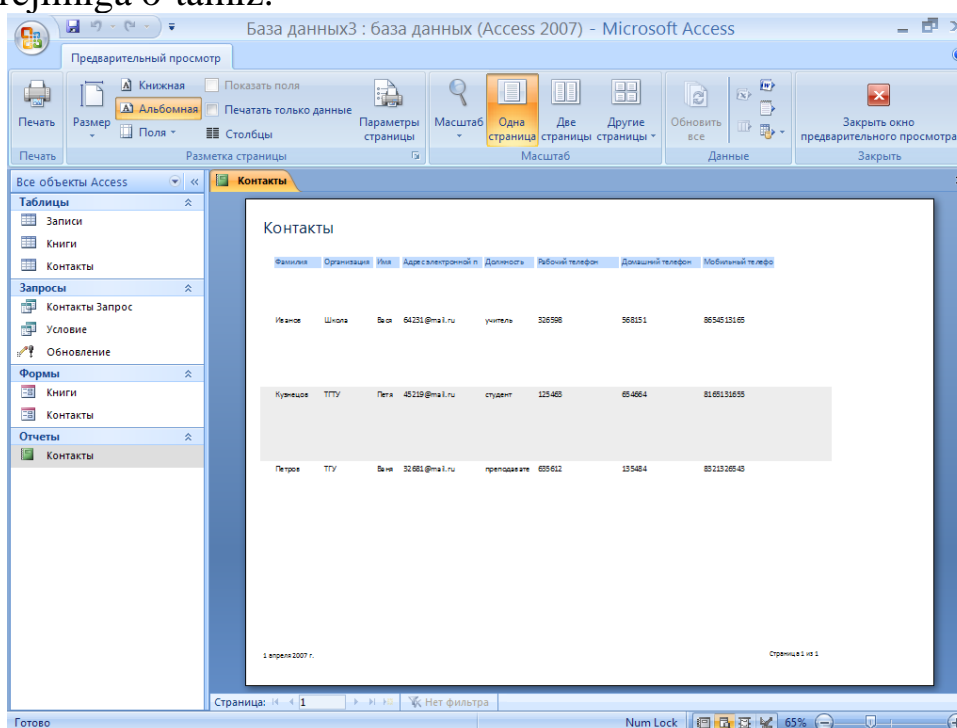 rejimiga o'tamiz.
База данных3 : база данных (Access 2007) - Microsoft Access
Предварительный просмотр
Печать
Размер
Книжная
Альбомная
Поля
Показать поля
Печатать только данные
Столбцы
Параметры страницы
Масштаб
Одна страница
Две страницы
Другие страницы
Обновить все
Закрыть окно предварительного просмотра
Печать
Разметка страницы
Масштаб
Данные
Закрыть
Все объекты Access
Таблицы
Записи
Книги
Контакты
Запросы
Контакты Запрос
Условие
Обновление
Формы
Книги
Контакты
Отчеты
Контакты
Контакты
Контакты
Фамилия Организация Имя Адрес электронной п Должность Рабочий телефон Домашний телефон Мобильный телефо
Иванов Школа Вася 64231@mail.ru учитель 326598 568151 8654513165
Кузнецов ТГТУ Петя 45219@mail.ru студент 125465 654664 8165131655
Петров ТГУ Ваня 32681@mail.ru преподавате 635612 135484 8321326543
1 апреля 2007 г.
Страница 1 из 1
Страница: 1 Нет фильтра
Готово
Num Lock
65%